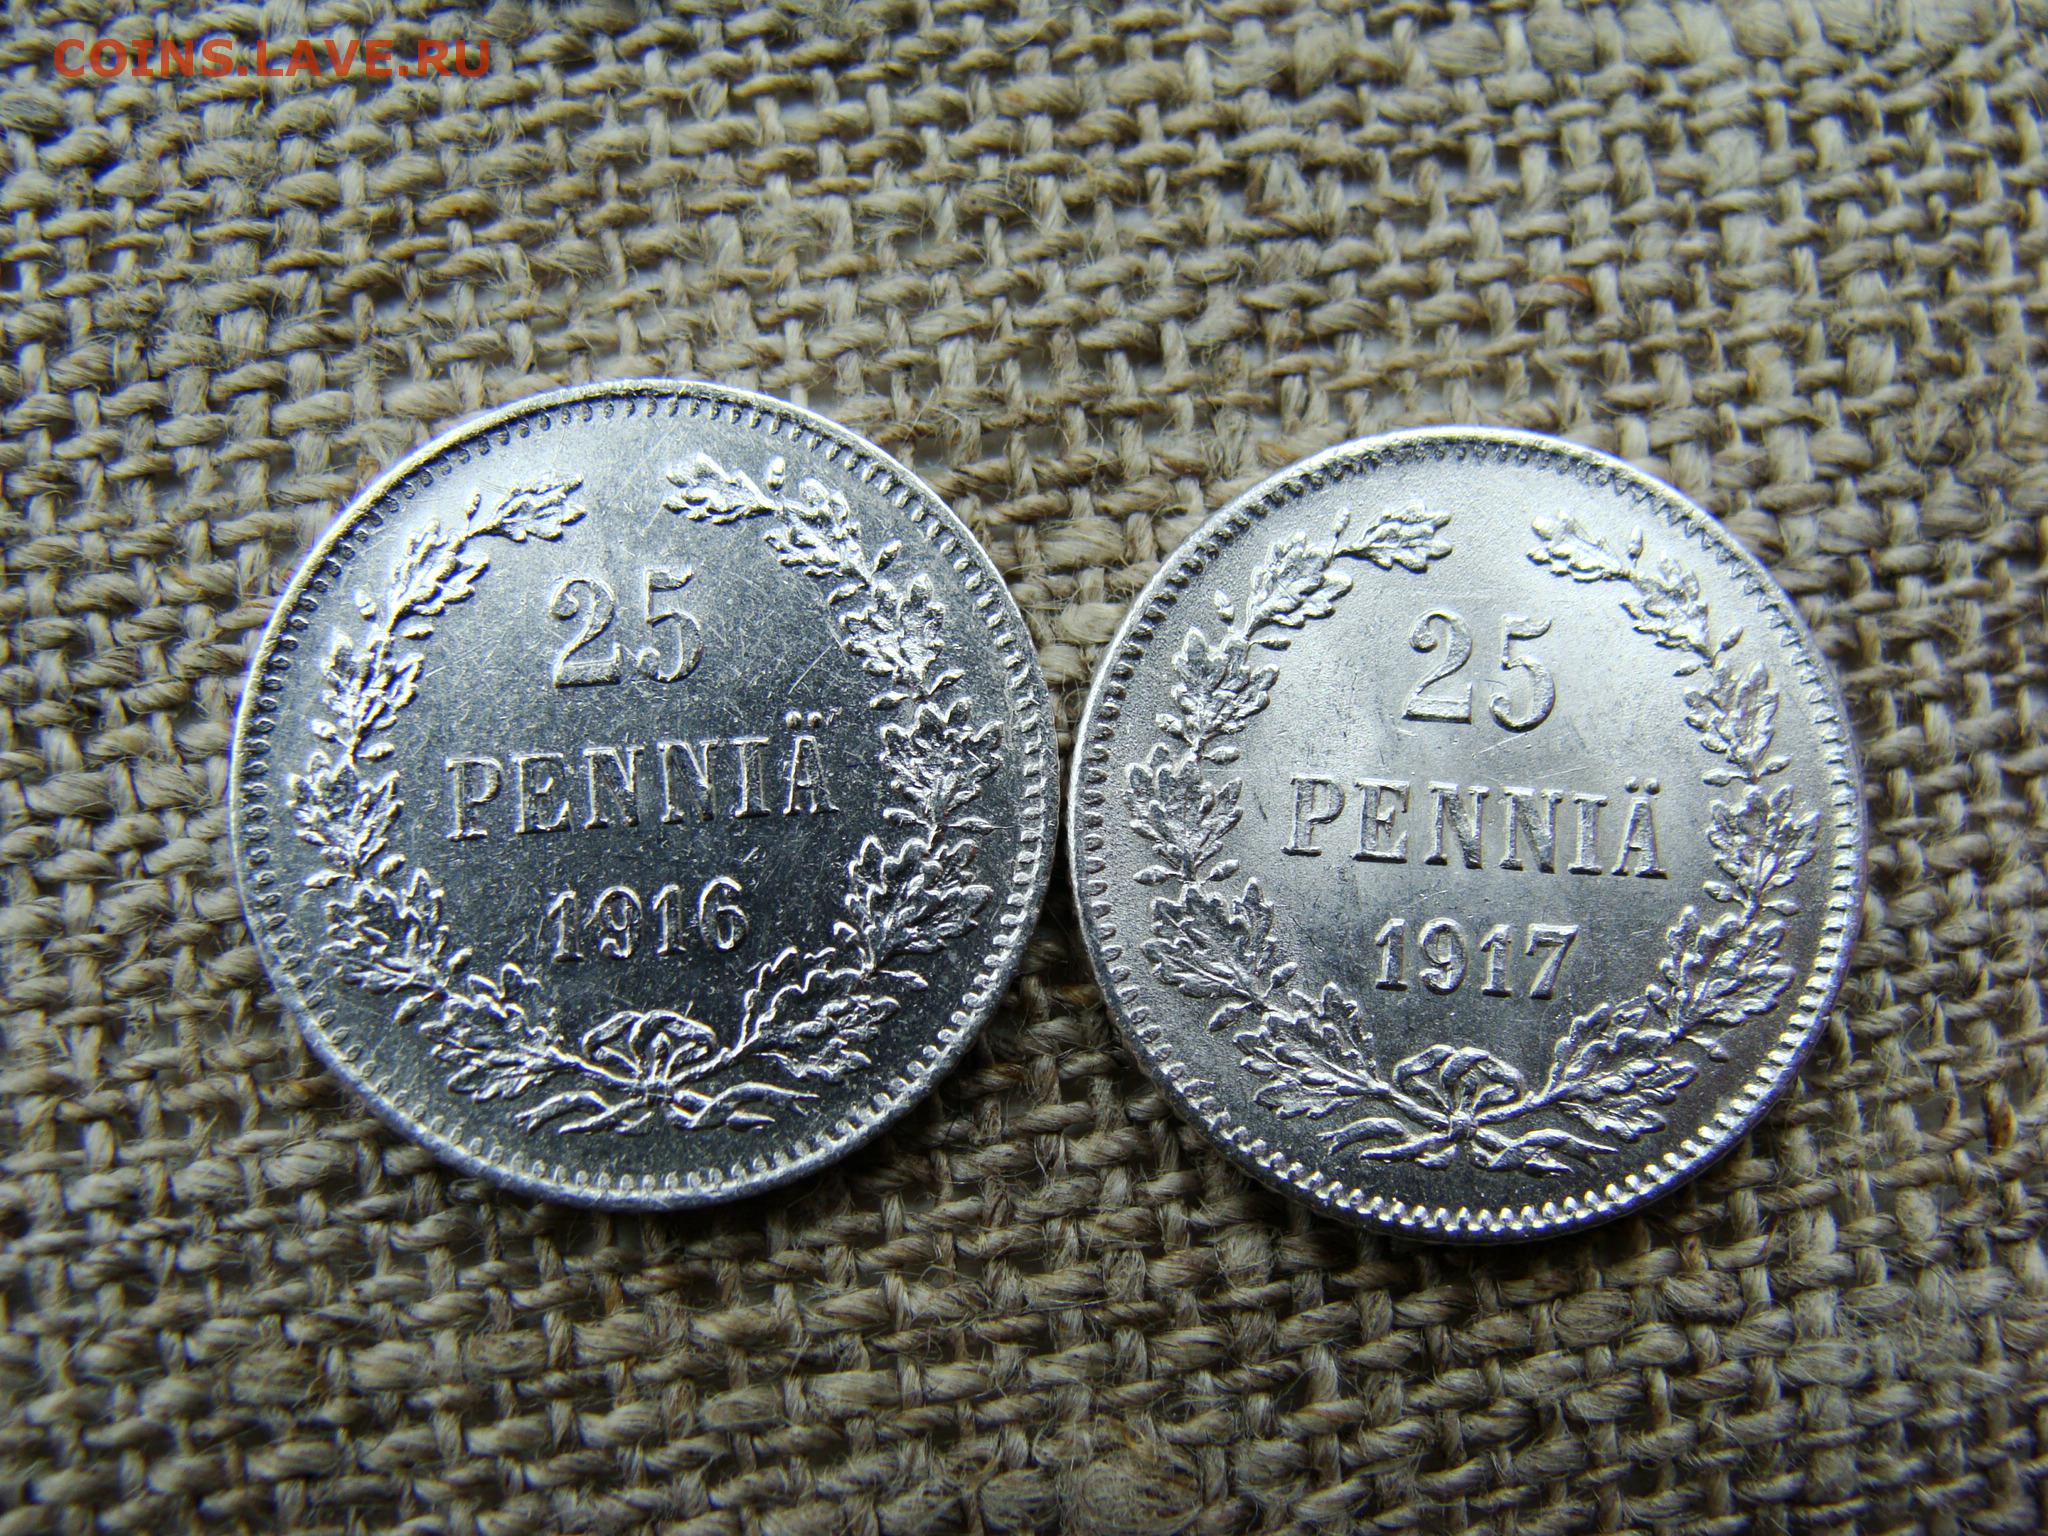 COINS.LAVE.RU
25
PENNIÄ
1916
25
PENNIÄ
1917